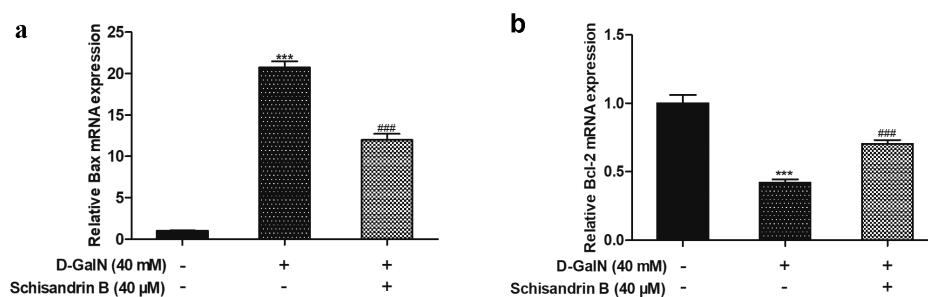 a
Relative Bax mRNA expression
25
20
15
10
5
0
***
###
D-GalN (40 mM) - + +
Schisandrin B (40 μM) - - +
b
Relative Bcl-2 mRNA expression
1.5
1.0
0.5
0.0
***
###
D-GalN (40 mM) - + +
Schisandrin B (40 μM) - - +